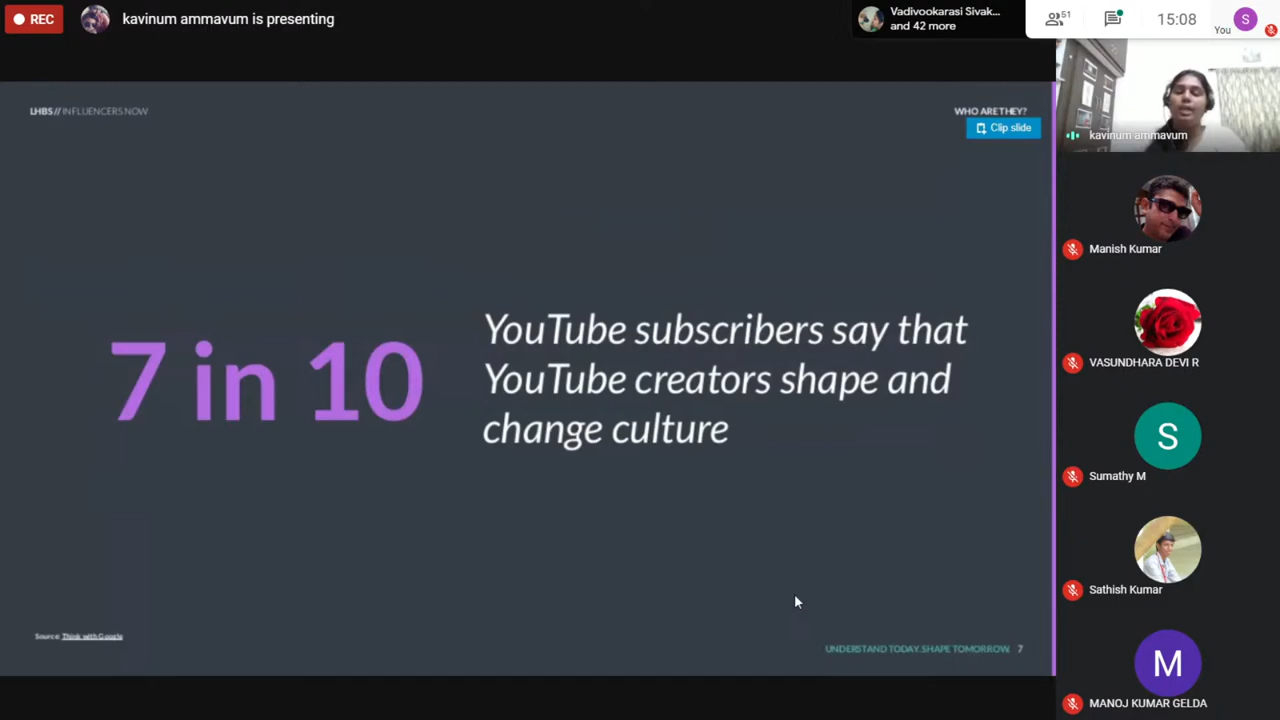 REC
kavinum ammavum is presenting
Vadivookarasi Sivak...
and 42 more
51
15:08
S
You
LHBS// INFLUENCERS NOW
WHO ARE THEY?
Clip slide
kavinum ammavum
7 in 10
YouTube subscribers say that
YouTube creators shape and
change culture
Manish Kumar
VASUNDHARA DEVI R
S
Sumathy M
Sathish Kumar
M
MANOJ KUMAR GELDA
Source: Think with Google
UNDERSTAND TODAY. SHAPE TOMORROW. 7